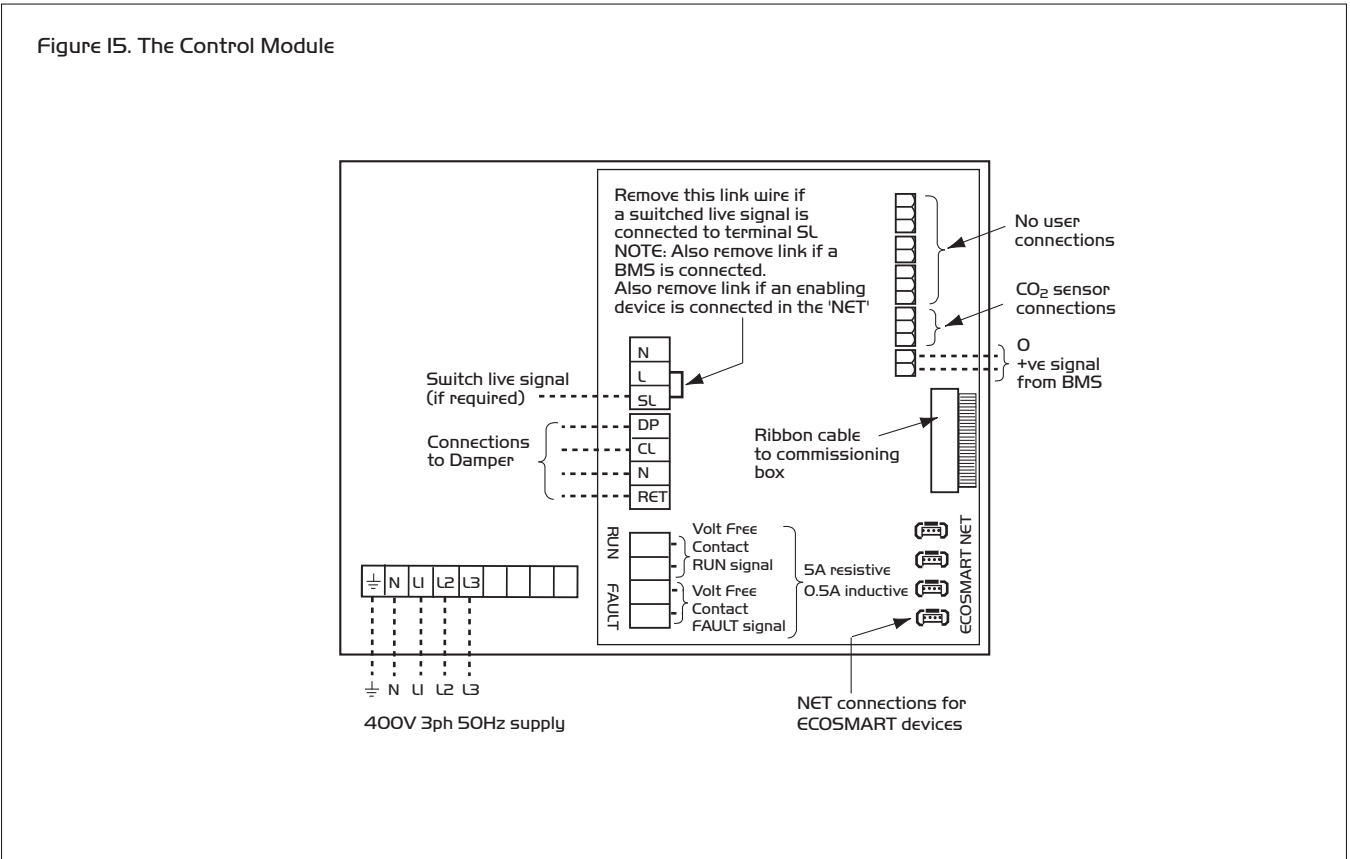 Figure 15. The Control Module
Remove this link wire if
a switched live signal is
connected to terminal SL
NOTE: Also remove link if a
BMS is connected.
Also remove link if an enabling
device is connected in the 'NET'
No user
connections
CO₂ sensor
connections
0
+ve signal
from BMS
N
L
SL
Switch live signal
(if required)
DP
CL
N
RET
Connections
to Damper
Ribbon cable
to commissioning
box
RUN
FAULT
Volt Free
Contact
RUN signal
Volt Free
Contact
FAULT signal
5A resistive
0.5A inductive
ECOSMART NET
N L1 L2 L3
N L1 L2 L3
400V 3ph 50Hz supply
NET connections for
ECOSMART devices